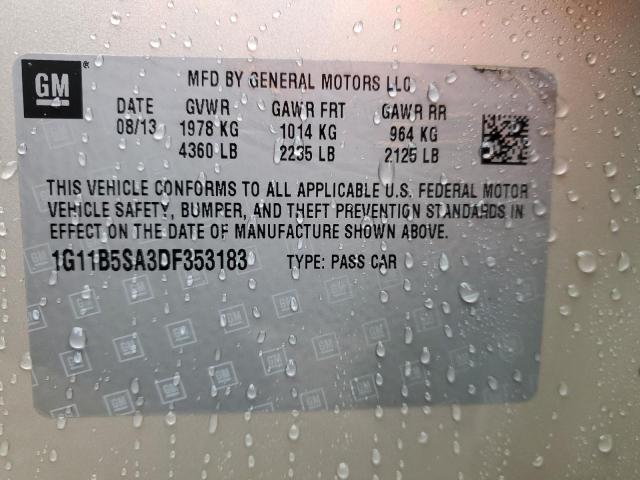 GM® MFD BY GENERAL MOTORS LLC
DATE GVWR GAWR FRT GAWR RR
08/13 1978 KG 1014 KG 964 KG
4360 LB 2235 LB 2125 LB
THIS VEHICLE CONFORMS TO ALL APPLICABLE U.S. FEDERAL MOTOR
VEHICLE SAFETY, BUMPER, AND THEFT PREVENTION STANDARDS IN
EFFECT ON THE DATE OF MANUFACTURE SHOWN ABOVE.
1G11B5SA3DF353183 TYPE: PASS CAR